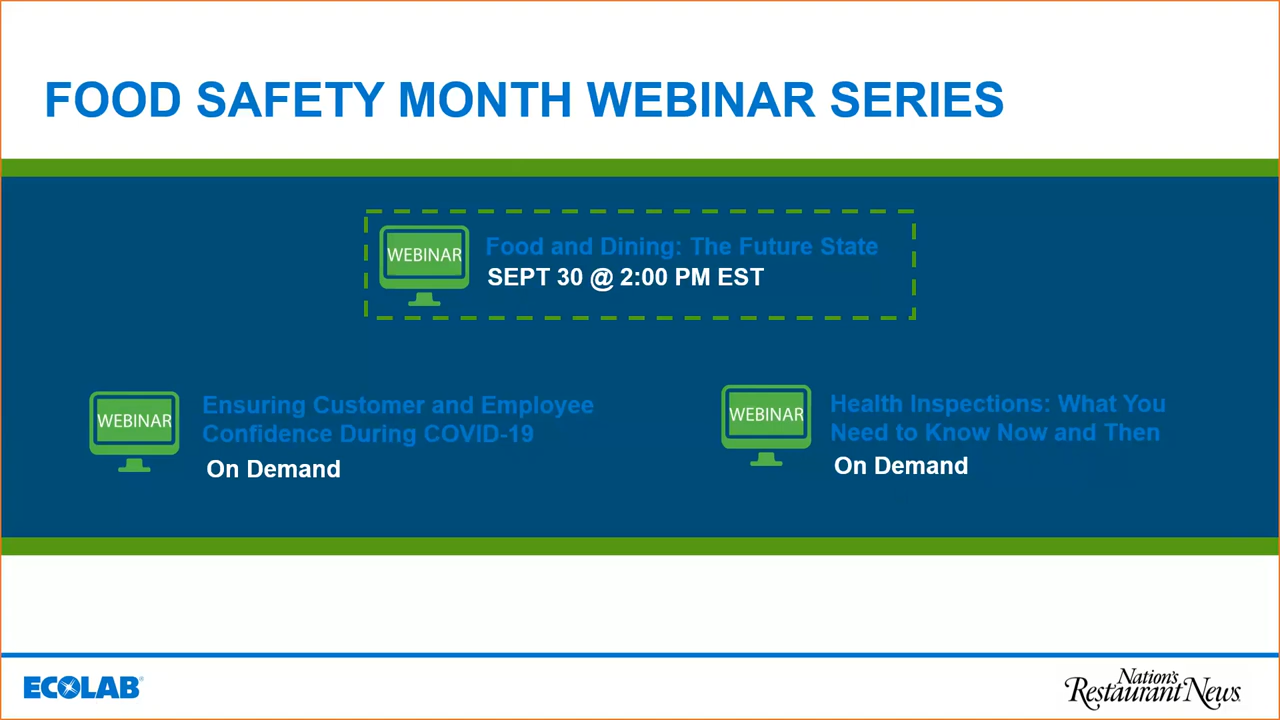 FOOD SAFETY MONTH WEBINAR SERIES
WEBINAR
Food and Dining: The Future State
SEPT 30 @ 2:00 PM EST
WEBINAR
Ensuring Customer and Employee
Confidence During COVID-19
On Demand
WEBINAR
Health Inspections: What You
Need to Know Now and Then
On Demand
ECOLAB®
Nation's
Restaurant News